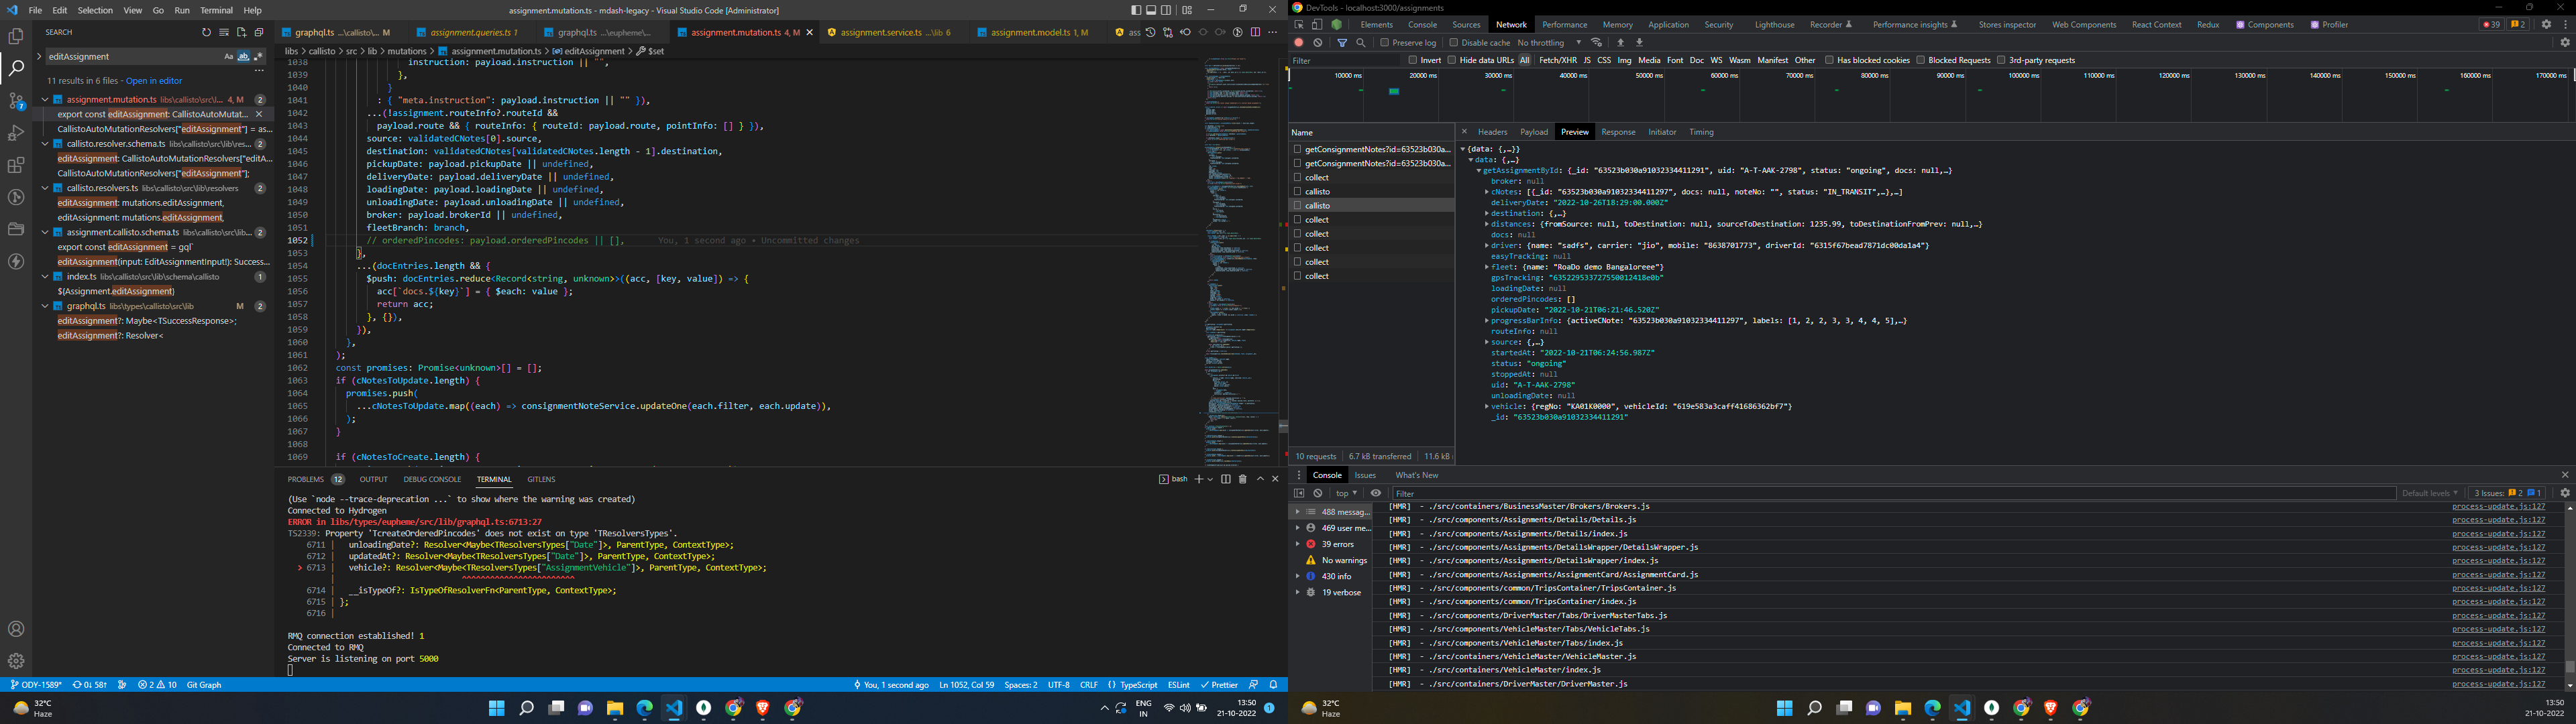 File Edit Selection View Go Run Terminal Help
assignment.mutation.ts - mdash-legacy - Visual Studio Code [Administrator]
SEARCH
editAssignment
11 results in 6 files - Open in editor
assignment.mutation.ts libs\callisto\src\l... 4, M 2
export const editAssignment: CallistoAutoMutat...
CallistoAutoMutationResolvers["editAssignment"] = as...
callisto.resolver.schema.ts libs\callisto\src\lib\res... 2
editAssignment: CallistoAutoMutationResolvers["editA...
CallistoAutoMutationResolvers["editAssignment"];
callisto.resolvers.ts libs\callisto\src\lib\resolvers 2
editAssignment: mutations.editAssignment,
editAssignment: mutations.editAssignment,
assignment.callisto.schema.ts libs\callisto\src\lib\sc... 2
export const editAssignment = gql`
editAssignment(input: EditAssignmentInput!): Success...
index.ts libs\callisto\src\lib\schema\callisto 1
${Assignment.editAssignment}
graphql.ts libs\types\callisto\src\lib M 2
editAssignment?: Maybe<TSuccessResponse>;
editAssignment?: Resolver<
graphql.ts ...\callisto\... M
assignment.queries.ts 1
graphql.ts ...\eupheme\...
assignment.mutation.ts 4, M
assignment.service.ts ...\lib 6
assignment.model.ts 1, M
ass
libs > callisto > src > lib > mutations > assignment.mutation.ts > editAssignment > $set
1038 instruction: payload.instruction || "",
1039 },
1040 }
1041 : { "meta.instruction": payload.instruction || "" }),
1042 ...(!assignment.routeInfo?.routeId &&
1043 payload.route && { routeInfo: { routeId: payload.route, pointInfo: [] } }),
1044 source: validatedCNotes[0].source,
1045 destination: validatedCNotes[validatedCNotes.length - 1].destination,
1046 pickupDate: payload.pickupDate || undefined,
1047 deliveryDate: payload.deliveryDate || undefined,
1048 loadingDate: payload.loadingDate || undefined,
1049 unloadingDate: payload.unloadingDate || undefined,
1050 broker: payload.brokerId || undefined,
1051 fleetBranch: branch,
1052 // orderedPincodes: payload.orderedPincodes || [], You, 1 second ago • Uncommitted changes
1053 },
1054 ...(docEntries.length && {
1055 $push: docEntries.reduce<Record<string, unknown>>((acc, [key, value]) => {
1056 acc[`docs.${key}`] = { $each: value };
1057 return acc;
1058 }, {}),
1059 }),
1060 },
1061 );
1062 const promises: Promise<unknown>[] = [];
1063 if (cNotesToUpdate.length) {
1064 promises.push(
1065 ...cNotesToUpdate.map((each) => consignmentNoteService.updateOne(each.filter, each.update)),
1066 );
1067 }
1068
1069 if (cNotesToCreate.length) {
PROBLEMS 12 OUTPUT DEBUG CONSOLE TERMINAL GITLENS
bash
(Use `node --trace-deprecation ...` to show where the warning was created)
Connected to Hydrogen
ERROR in libs/types/eupheme/src/lib/graphql.ts:6713:27
TS2339: Property 'TcreateOrderedPincodes' does not exist on type 'TResolversTypes'.
6711 | unloadingDate?: Resolver<Maybe<TResolversTypes["Date"]>, ParentType, ContextType>;
6712 | updatedAt?: Resolver<Maybe<TResolversTypes["Date"]>, ParentType, ContextType>;
> 6713 | vehicle?: Resolver<Maybe<TResolversTypes["AssignmentVehicle"]>, ParentType, ContextType>;
| ^^^^^^^^^^^^^^^^^^^^^^^^
6714 | __isTypeOf?: IsTypeOfResolverFn<ParentType, ContextType>;
6715 | };
6716 |
RMQ connection established! 1
Connected to RMQ
Server is listening on port 5000
ODY-1589* 0↓ 58↑ 2 10 Git Graph
You, 1 second ago Ln 1052, Col 59 Spaces: 2 UTF-8 CRLF {} TypeScript ESLint Prettier
32°C
Haze
ENG
IN
13:50
21-10-2022
1
DevTools - localhost:3000/assignments
Elements Console Sources Network Performance Memory Application Security Lighthouse Recorder Performance insights Stores inspector Web Components React Context Redux Components Profiler
39 2
Preserve log Disable cache No throttling
Filter Invert Hide data URLs All Fetch/XHR JS CSS Img Media Font Doc WS Wasm Manifest Other Has blocked cookies Blocked Requests 3rd-party requests
10000 ms 20000 ms 30000 ms 40000 ms 50000 ms 60000 ms 70000 ms 80000 ms 90000 ms 100000 ms 110000 ms 120000 ms 130000 ms 140000 ms 150000 ms 160000 ms 170000 ms
Name
getConsignmentNotes?id=63523b030a...
getConsignmentNotes?id=63523b030a...
collect
callisto
callisto
collect
collect
collect
collect
collect
10 requests 6.7 kB transferred 11.6 kB
Headers Payload Preview Response Initiator Timing
{data: {,…}}
data: {,…}
getAssignmentById: {_id: "63523b030a91032334411291", uid: "A-T-AAK-2798", status: "ongoing", docs: null,…}
broker: null
cNotes: [{_id: "63523b030a91032334411297", docs: null, noteNo: "", status: "IN_TRANSIT",…},…]
deliveryDate: "2022-10-26T18:29:00.000Z"
destination: {,…}
distances: {fromSource: null, toDestination: null, sourceToDestination: 1235.99, toDestinationFromPrev: null,…}
docs: null
driver: {name: "sadfs", carrier: "jio", mobile: "8638701773", driverId: "6315f67bead7871dc00da1a4"}
easyTracking: null
fleet: {name: "RoaDo demo Bangaloreee"}
gpsTracking: "635229533727550012418e0b"
loadingDate: null
orderedPincodes: []
pickupDate: "2022-10-21T06:21:46.520Z"
progressBarInfo: {activeCNote: "63523b030a91032334411297", labels: [1, 2, 2, 3, 3, 4, 4, 5],…}
routeInfo: null
source: {,…}
startedAt: "2022-10-21T06:24:56.987Z"
status: "ongoing"
stoppedAt: null
uid: "A-T-AAK-2798"
unloadingDate: null
vehicle: {regNo: "KA01K0000", vehicleId: "619e583a3caff41686362bf7"}
_id: "63523b030a91032334411291"
Console Issues What's New
top Filter Default levels 3 Issues: 2 1
488 messag...
469 user me...
39 errors
No warnings
430 info
19 verbose
[HMR] - ./src/containers/BusinessMaster/Brokers/Brokers.js process-update.js:127
[HMR] - ./src/components/Assignments/Details/Details.js process-update.js:127
[HMR] - ./src/components/Assignments/Details/index.js process-update.js:127
[HMR] - ./src/components/Assignments/DetailsWrapper/DetailsWrapper.js process-update.js:127
[HMR] - ./src/components/Assignments/DetailsWrapper/index.js process-update.js:127
[HMR] - ./src/components/Assignments/AssignmentCard/AssignmentCard.js process-update.js:127
[HMR] - ./src/components/common/TripsContainer/TripsContainer.js process-update.js:127
[HMR] - ./src/components/common/TripsContainer/index.js process-update.js:127
[HMR] - ./src/components/DriverMaster/Tabs/DriverMasterTabs.js process-update.js:127
[HMR] - ./src/components/VehicleMaster/Tabs/VehicleTabs.js process-update.js:127
[HMR] - ./src/components/VehicleMaster/Tabs/index.js process-update.js:127
[HMR] - ./src/containers/VehicleMaster/VehicleMaster.js process-update.js:127
[HMR] - ./src/containers/VehicleMaster/index.js process-update.js:127
[HMR] - ./src/containers/DriverMaster/DriverMaster.js process-update.js:127
32°C
Haze
13:50
21-10-2022